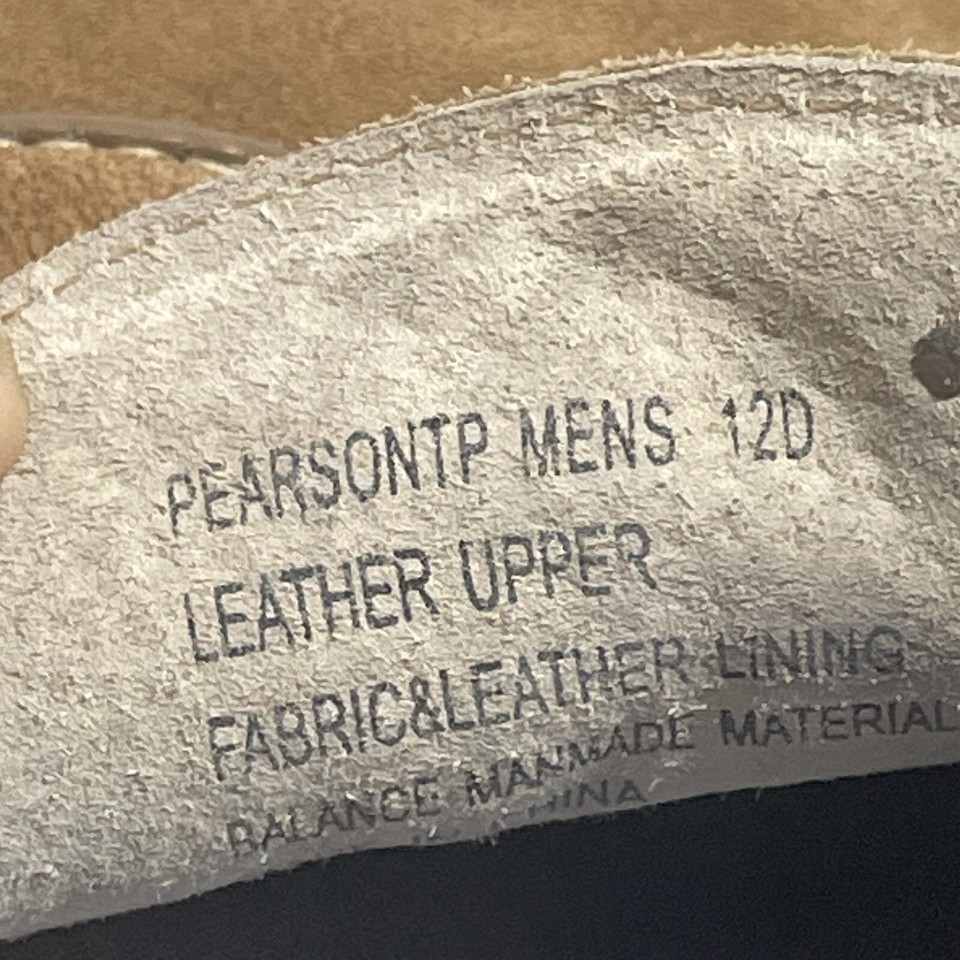 PEARSONTP MENS 12D
LEATHER UPPER
FABRIC&LEATHER LINING
BALANCE MANMADE MATERIAL